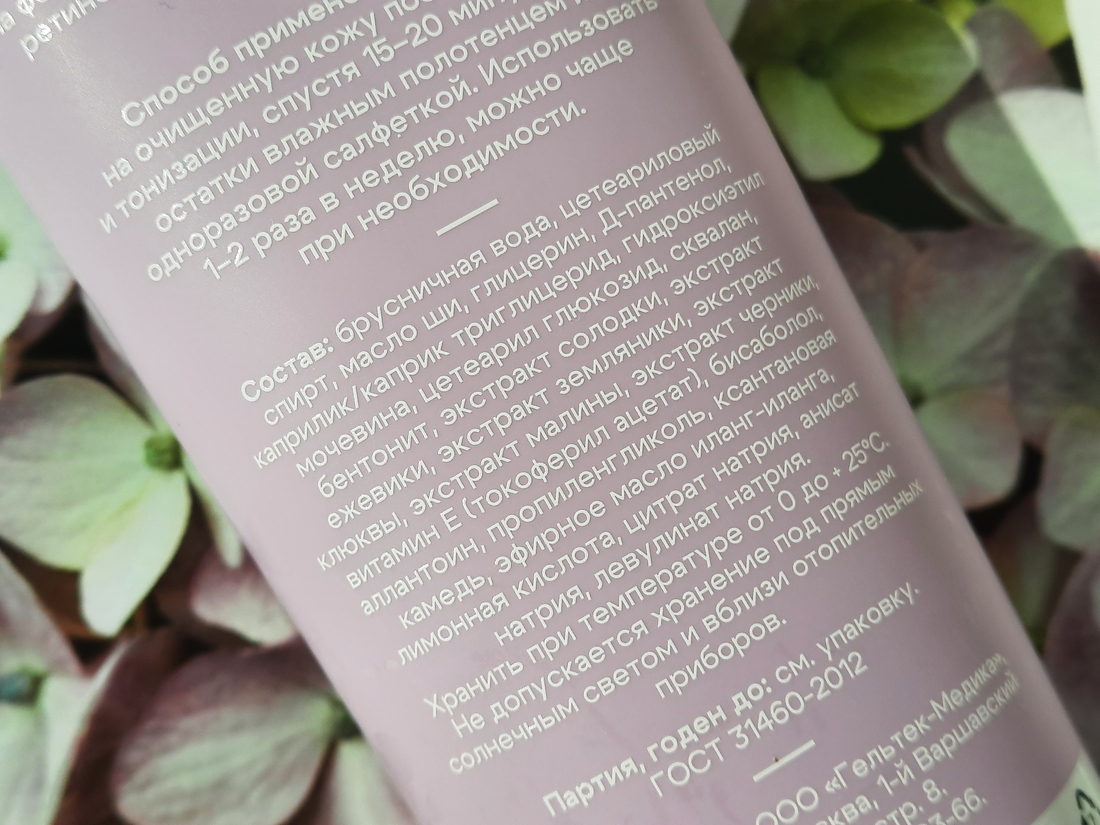 Способ
на очищенную кожу
и тонизации, спустя 15–20
остатки влажным полотенцем
одноразовой салфеткой. Использовать
1–2 раза в неделю, можно чаще
при необходимости.
Состав: брусничная вода, цетеариловый
спирт, масло ши, глицерин, Д-пантенол,
каприлик/каприк триглицерид, гидроксиэтил
мочевина, цетеарил глюкозид, сквалан,
бентонит, экстракт солодки, экстракт
ежевики, экстракт земляники, экстракт
клюквы, экстракт малины, экстракт черники,
витамин Е (токоферил ацетат), бисаболол,
аллантоин, пропиленгликоль, ксантановая
камедь, эфирное масло иланг-иланга,
лимонная кислота, цитрат натрия, анисат
натрия, левулинат натрия.
Хранить при температуре от 0 до + 25°С.
Не допускается хранение под прямым
солнечным светом и вблизи отопительных
приборов.
Партия, годен до: см. упаковку.
ГОСТ 31460-2012
ООО «Гельтек-Медика»,
1-й Варшавский
стр. 8.